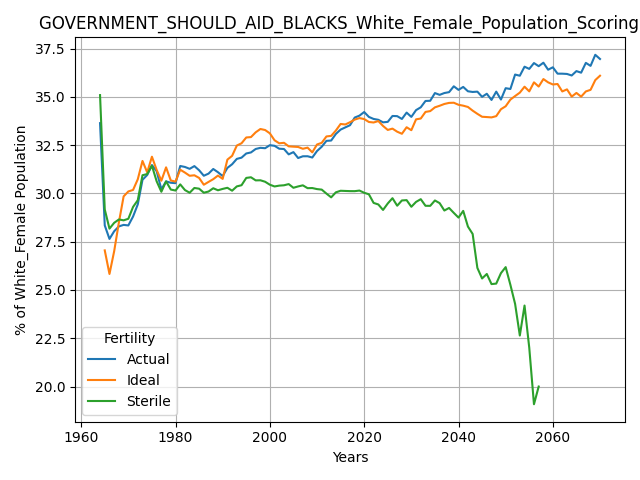 GOVERNMENT_SHOULD_AID_BLACKS_White_Female_Population_Scoring
37.5
35.0
32.5
30.0
27.5
25.0
22.5
20.0
% of White_Female Population
Fertility
Actual
Ideal
Sterile
1960
1980
2000
2020
2040
2060
Years